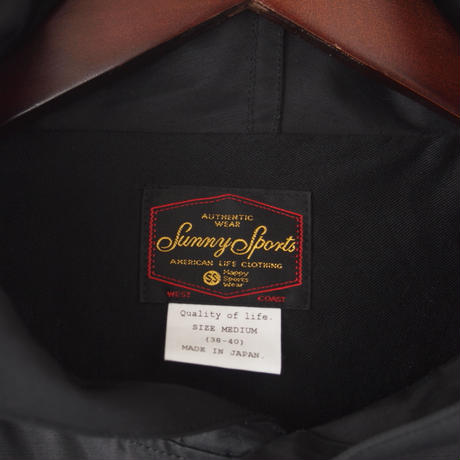 AUTHENTIC
WEAR
Sunny Sports
AMERICAN LIFE CLOTHING
SS Happy
Sports
Wear
WEST COAST
Quality of life.
SIZE MEDIUM
(38-40)
MADE IN JAPAN.